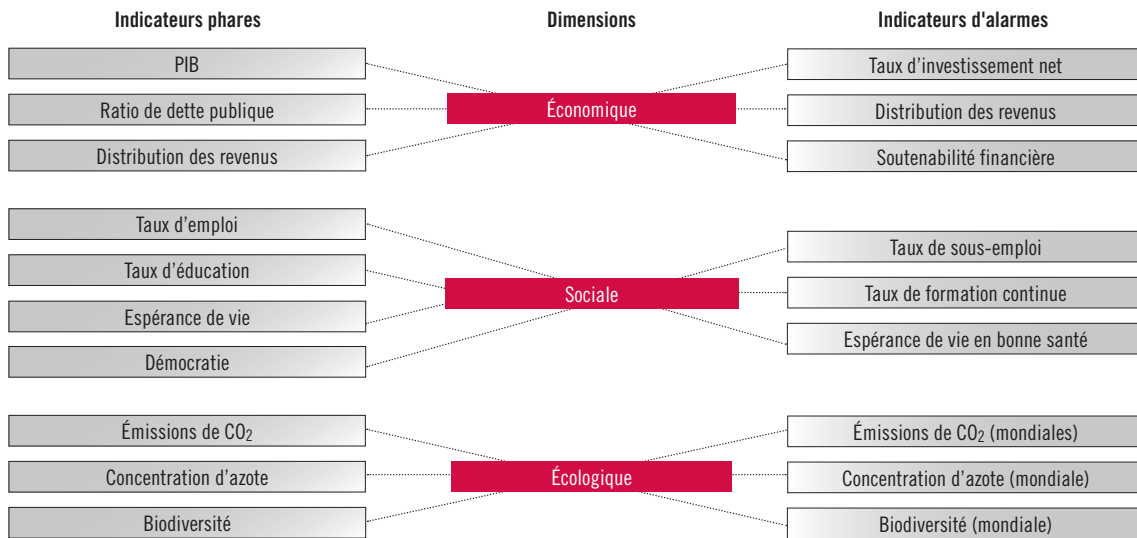 Indicateurs phares
Dimensions
Indicateurs d'alarmes
PIB
Ratio de dette publique
Distribution des revenus
Économique
Taux d’investissement net
Distribution des revenus
Soutenabilité financière
Taux d’emploi
Taux d’éducation
Espérance de vie
Démocratie
Sociale
Taux de sous-emploi
Taux de formation continue
Espérance de vie en bonne santé
Émissions de CO₂
Concentration d’azote
Biodiversité
Écologique
Émissions de CO₂ (mondiales)
Concentration d’azote (mondiale)
Biodiversité (mondiale)